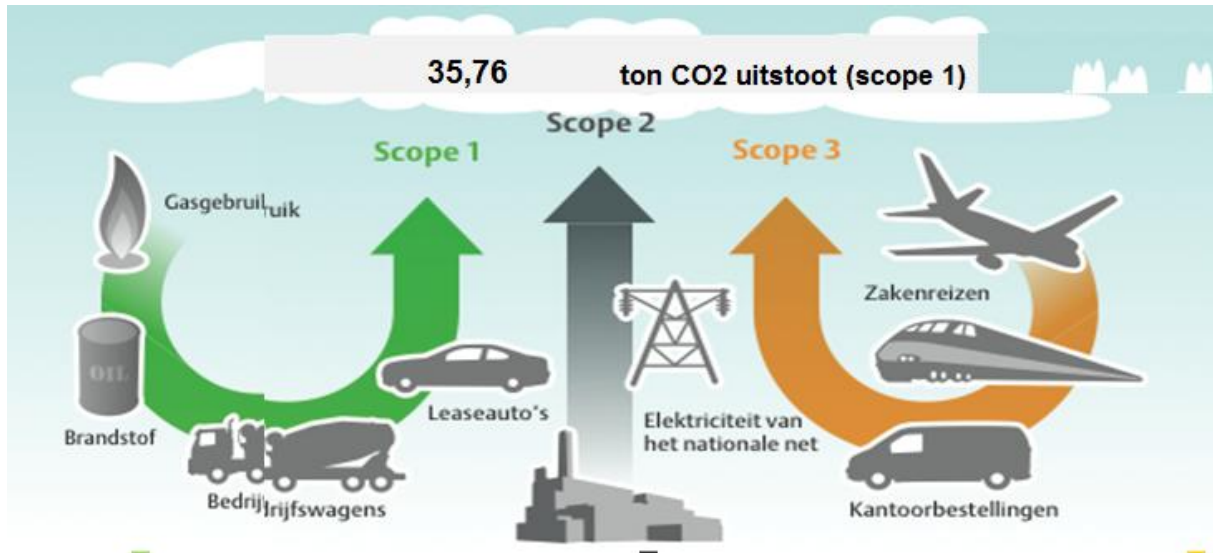 35,76 ton CO2 uitstoot (scope 1)
Scope 1
Scope 2
Scope 3
Gasgebruik
OIL
Brandstof
Bedrijfswagens
Leaseauto's
Elektriciteit van
het nationale net
Zakenreizen
Kantoorbestellingen